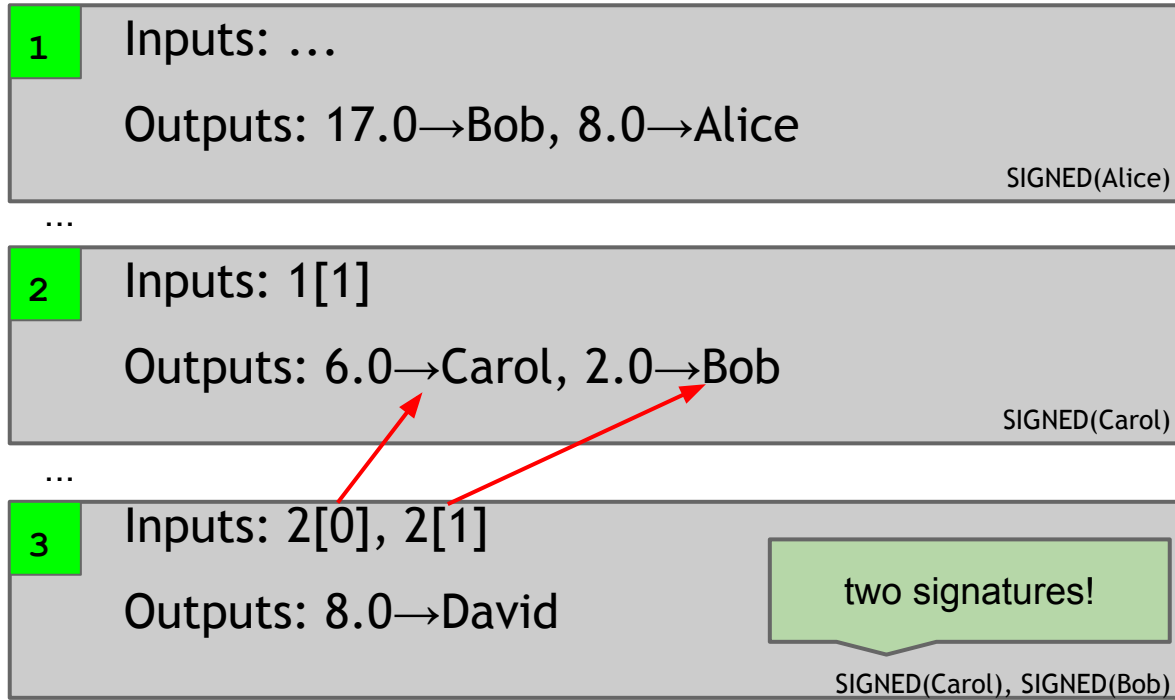 1
Inputs: ...
Outputs: 17.0→Bob, 8.0→Alice
SIGNED(Alice)
...
2
Inputs: 1[1]
Outputs: 6.0→Carol, 2.0→Bob
SIGNED(Carol)
...
3
Inputs: 2[0], 2[1]
Outputs: 8.0→David
two signatures!
SIGNED(Carol), SIGNED(Bob)